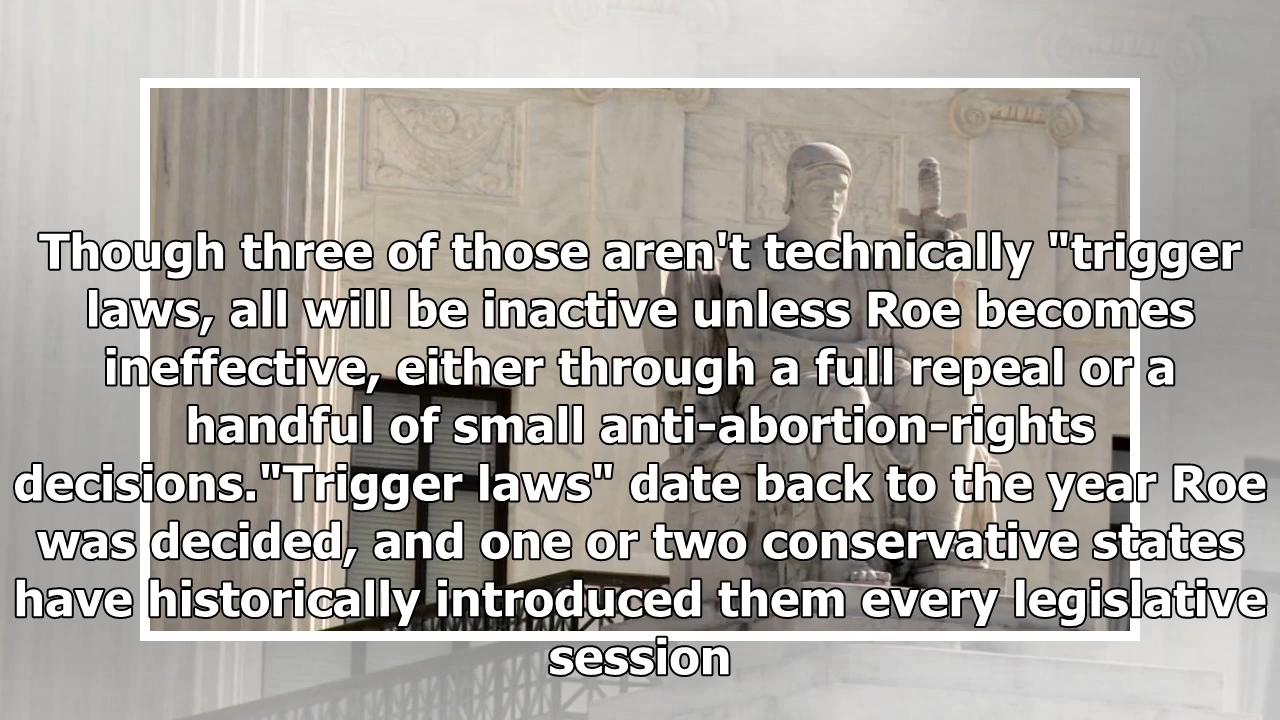 Though three of those aren't technically "trigger
laws, all will be inactive unless Roe becomes
ineffective, either through a full repeal or a
handful of small anti-abortion-rights
decisions."Trigger laws" date back to the year Roe
was decided, and one or two conservative states
have historically introduced them every legislative
session